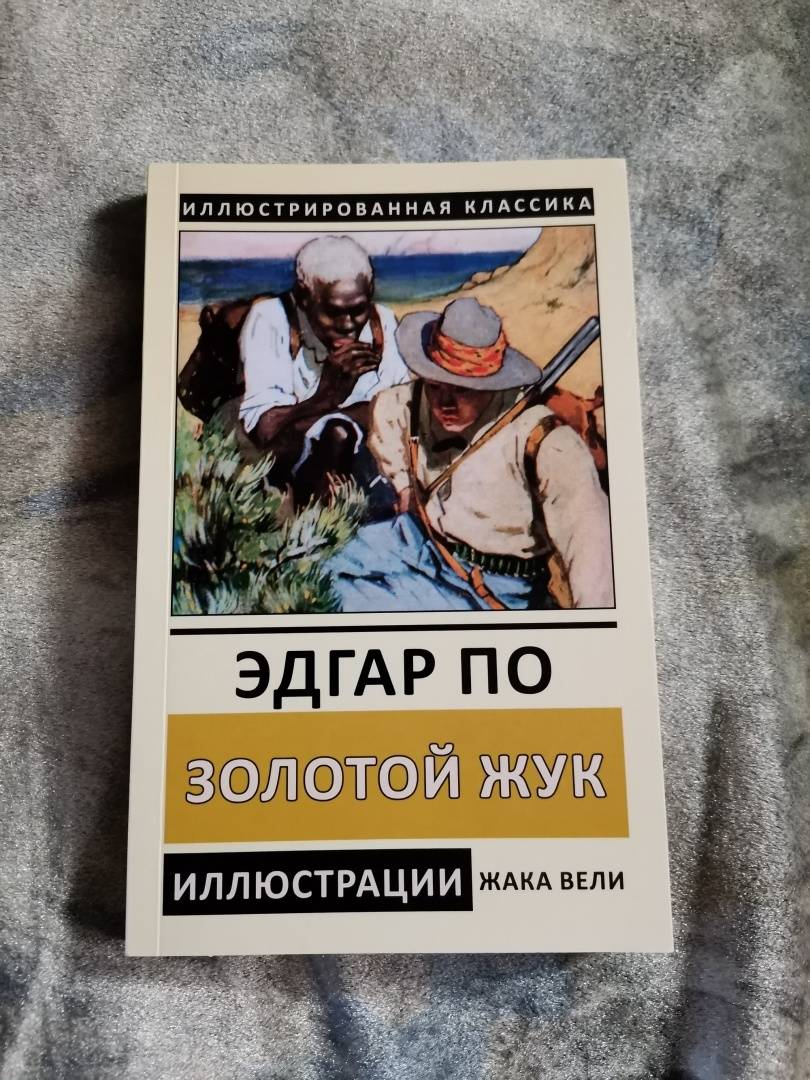 ИЛЛЮСТРИРОВАННАЯ КЛАССИКА
ЭДГАР ПО
ЗОЛОТОЙ ЖУК
ИЛЛЮСТРАЦИИ ЖАКА ВЕЛИ